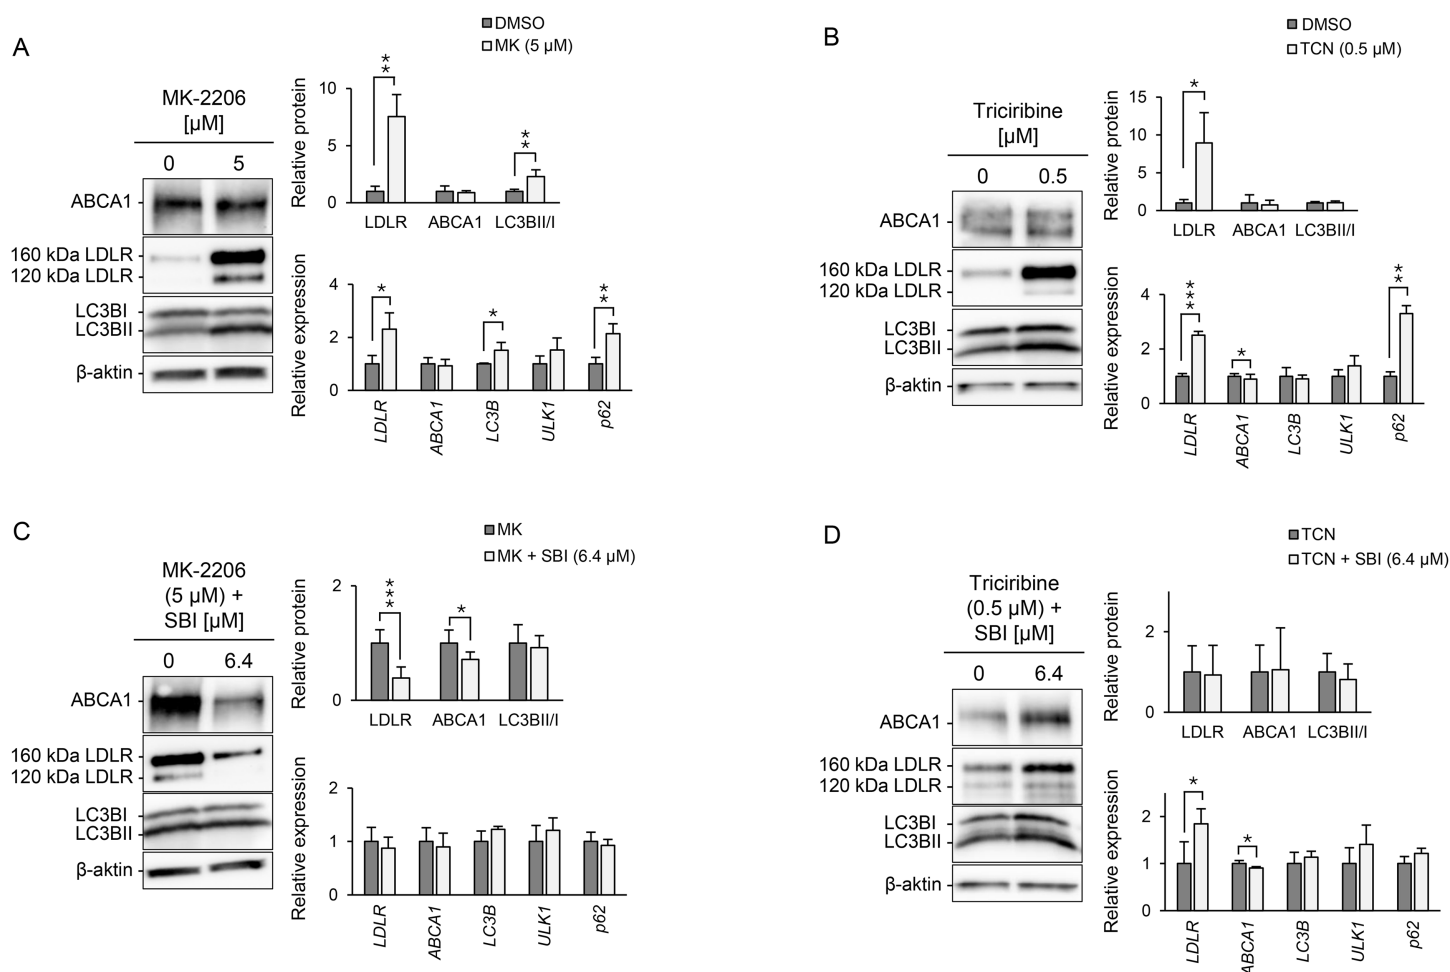 A
DMSO
MK (5 µM)
MK-2206
[µM]
0 5
ABCA1
160 kDa LDLR
120 kDa LDLR
LC3BI
LC3BII
β-aktin
Relative protein
10
5
0
**
**
LDLR ABCA1 LC3BII/I
Relative expression
4
2
0
*
*
**
LDLR ABCA1 LC3B ULK1 p62
B
DMSO
TCN (0.5 µM)
Triciribine
[µM]
0 0.5
ABCA1
160 kDa LDLR
120 kDa LDLR
LC3BI
LC3BII
β-aktin
Relative protein
15
10
5
0
*
LDLR ABCA1 LC3BII/I
Relative expression
4
2
0
***
*
**
LDLR ABCA1 LC3B ULK1 p62
C
MK
MK + SBI (6.4 µM)
MK-2206
(5 µM) +
SBI [µM]
0 6.4
ABCA1
160 kDa LDLR
120 kDa LDLR
LC3BI
LC3BII
β-aktin
Relative protein
2
1
0
***
*
LDLR ABCA1 LC3BII/I
Relative expression
2
1
0
LDLR ABCA1 LC3B ULK1 p62
D
TCN
TCN + SBI (6.4 µM)
Triciribine
(0.5 µM) +
SBI [µM]
0 6.4
ABCA1
160 kDa LDLR
120 kDa LDLR
LC3BI
LC3BII
β-aktin
Relative protein
2
0
LDLR ABCA1 LC3BII/I
Relative expression
2
1
0
*
*
LDLR ABCA1 LC3B ULK1 p62